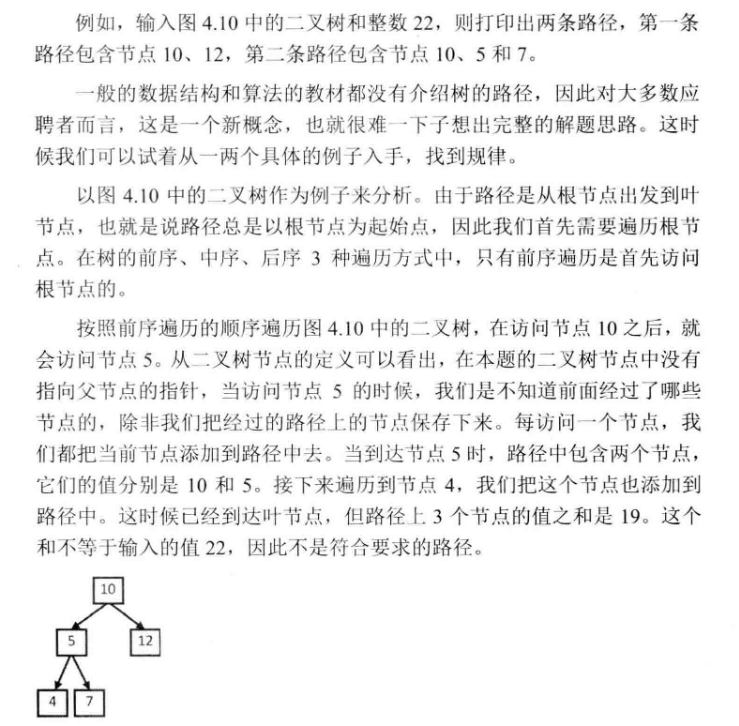 例如，输入图 4.10 中的二叉树和整数 22，则打印出两条路径，第一条
路径包含节点 10、12，第二条路径包含节点 10、5 和 7。
一般的数据结构和算法的教材都没有介绍树的路径，因此对大多数应
聘者而言，这是一个新概念，也就很难一下子想出完整的解题思路。这时
候我们可以试着从一两个具体的例子入手，找到规律。
以图 4.10 中的二叉树作为例子来分析。由于路径是从根节点出发到叶
节点，也就是说路径总是以根节点为起始点，因此我们首先需要遍历根节
点。在树的前序、中序、后序 3 种遍历方式中，只有前序遍历是首先访问
根节点的。
按照前序遍历的顺序遍历图 4.10 中的二叉树，在访问节点 10 之后，就
会访问节点 5。从二叉树节点的定义可以看出，在本题的二叉树节点中没有
指向父节点的指针，当访问节点 5 的时候，我们是不知道前面经过了哪些
节点的，除非我们把经过的路径上的节点保存下来。每访问一个节点，我
们都把当前节点添加到路径中去。当到达节点 5 时，路径中包含两个节点，
它们的值分别是 10 和 5。接下来遍历到节点 4，我们把这个节点也添加到
路径中。这时候已经到达叶节点，但路径上 3 个节点的值之和是 19。这个
和不等于输入的值 22，因此不是符合要求的路径。
10
5 12
4 7